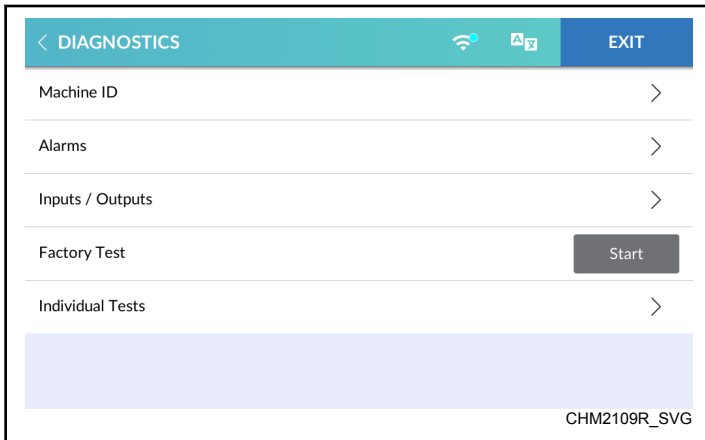 DIAGNOSTICS EXIT
Machine ID
Alarms
Inputs / Outputs
Factory Test Start
Individual Tests
CHM2109R_SVG